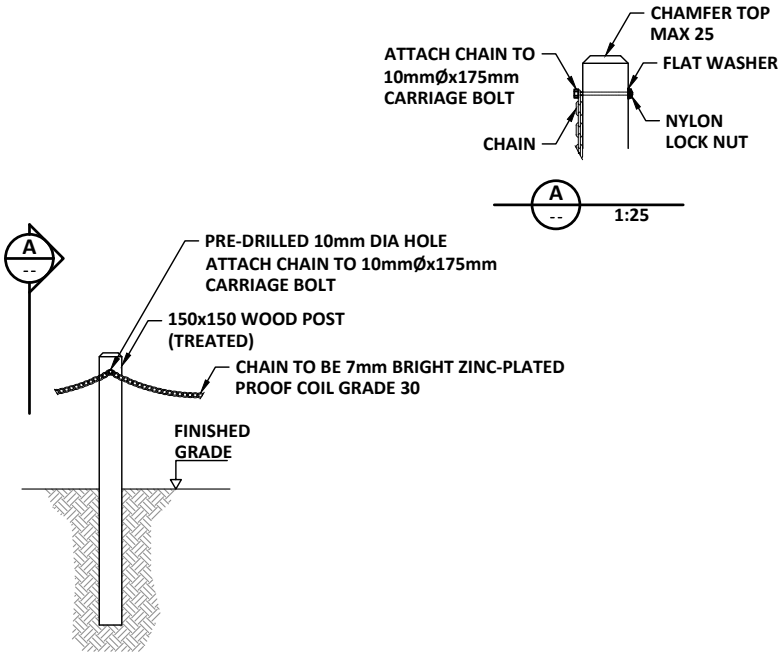 CHAMFER TOP
MAX 25
ATTACH CHAIN TO
10mmØx175mm
CARRIAGE BOLT
FLAT WASHER
CHAIN
NYLON
LOCK NUT
A
--
1:25
A
--
PRE-DRILLED 10mm DIA HOLE
ATTACH CHAIN TO 10mmØx175mm
CARRIAGE BOLT
150x150 WOOD POST
(TREATED)
CHAIN TO BE 7mm BRIGHT ZINC-PLATED
PROOF COIL GRADE 30
FINISHED
GRADE